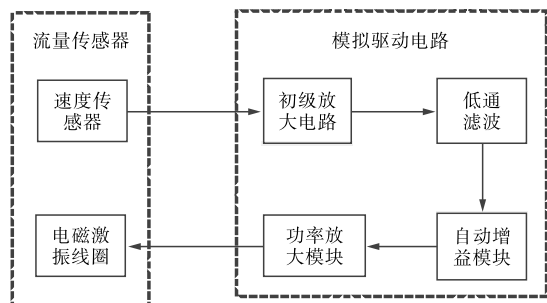 流量传感器
模拟驱动电路
速度传
感器
初级放
大电路
低通
滤波
电磁激
振线圈
功率放
大模块
自动增
益模块